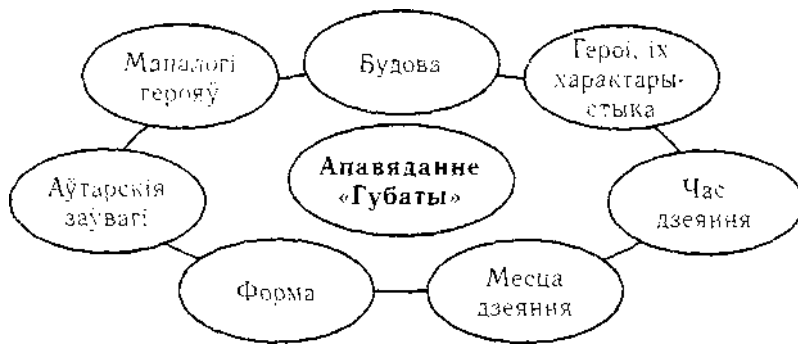 Маналогі
герояў
Будова
Героі, іх
характары-
стыка
Апавяданне
«Губаты»
Аўтарскія
заўвагі
Час
дзеяння
Форма
Месца
дзеяння